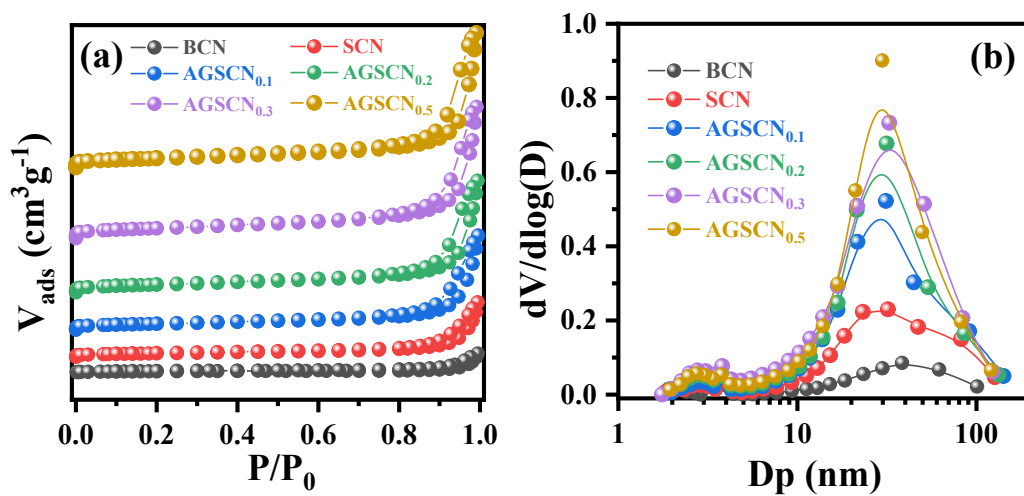 (a)
BCN
SCN
AGSCN0.1
AGSCN0.2
AGSCN0.3
AGSCN0.5
Vads (cm3g-1)
0.0 0.2 0.4 0.6 0.8 1.0
P/P0
(b)
BCN
SCN
AGSCN0.1
AGSCN0.2
AGSCN0.3
AGSCN0.5
dV/dlog(D)
1.0
0.8
0.6
0.4
0.2
0.0
1 10 100
Dp (nm)